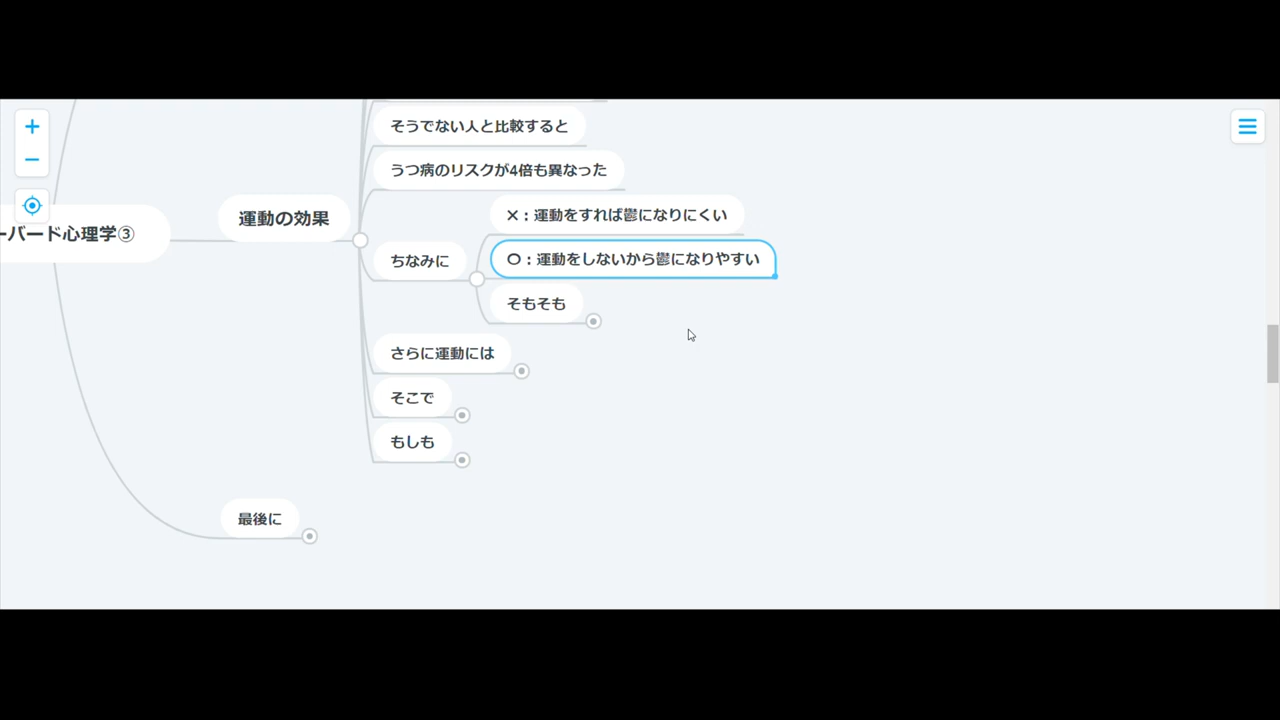 そうでない人と比較すると
うつ病のリスクが4倍も異なった
×：運動をすれば鬱になりにくい
運動の効果
ーバード心理学③
ちなみに
〇：運動をしないから鬱になりやすい
そもそも
さらに運動には
そこで
もしも
最後に